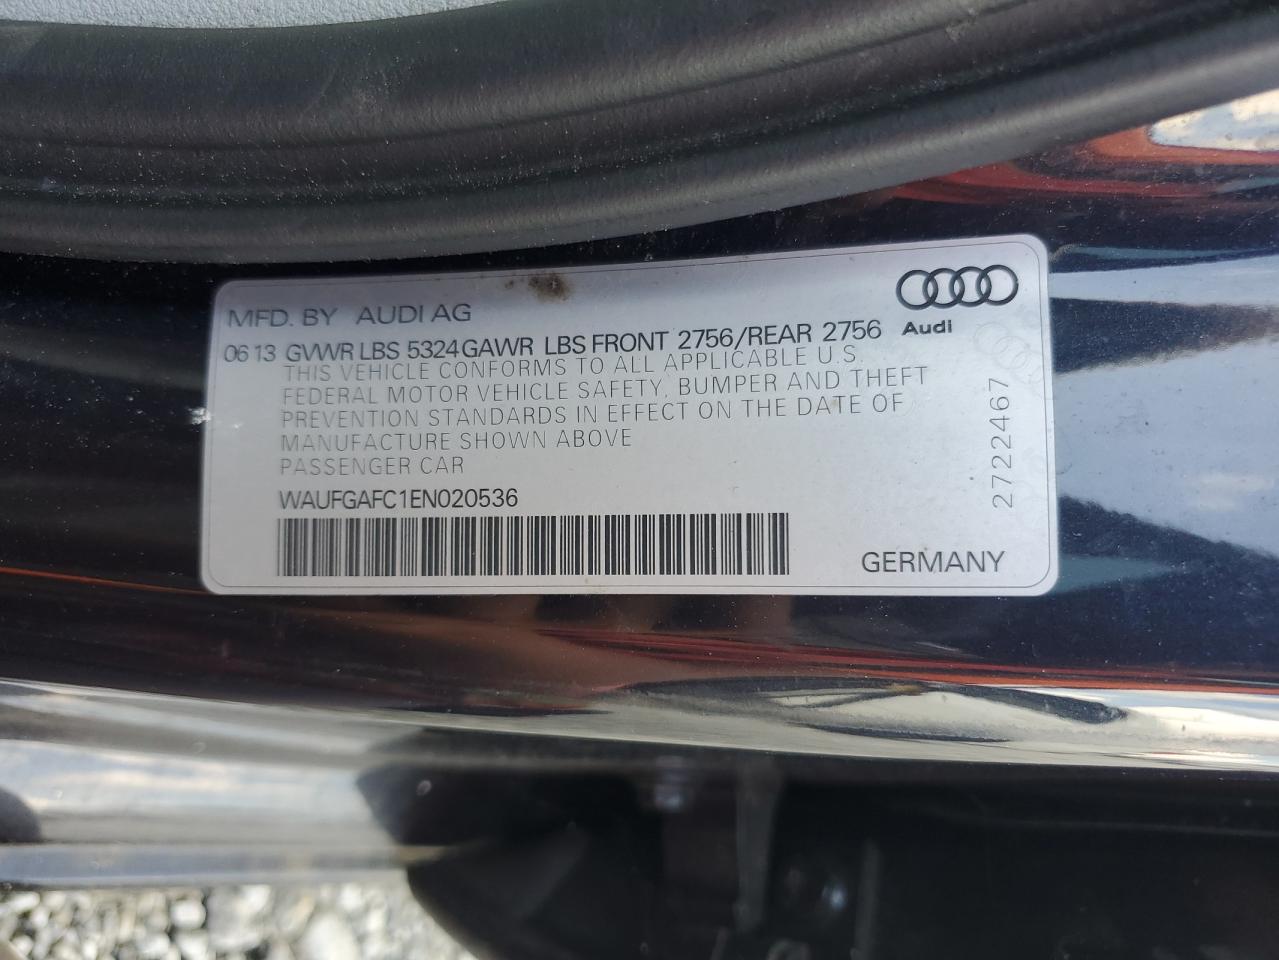 MFD. BY AUDI AG
Audi
06 13 GVWR LBS 5324 GAWR LBS FRONT 2756/REAR 2756
THIS VEHICLE CONFORMS TO ALL APPLICABLE U.S.
FEDERAL MOTOR VEHICLE SAFETY, BUMPER AND THEFT
PREVENTION STANDARDS IN EFFECT ON THE DATE OF
MANUFACTURE SHOWN ABOVE
PASSENGER CAR
WAUFGAFC1EN020536
GERMANY
2722467